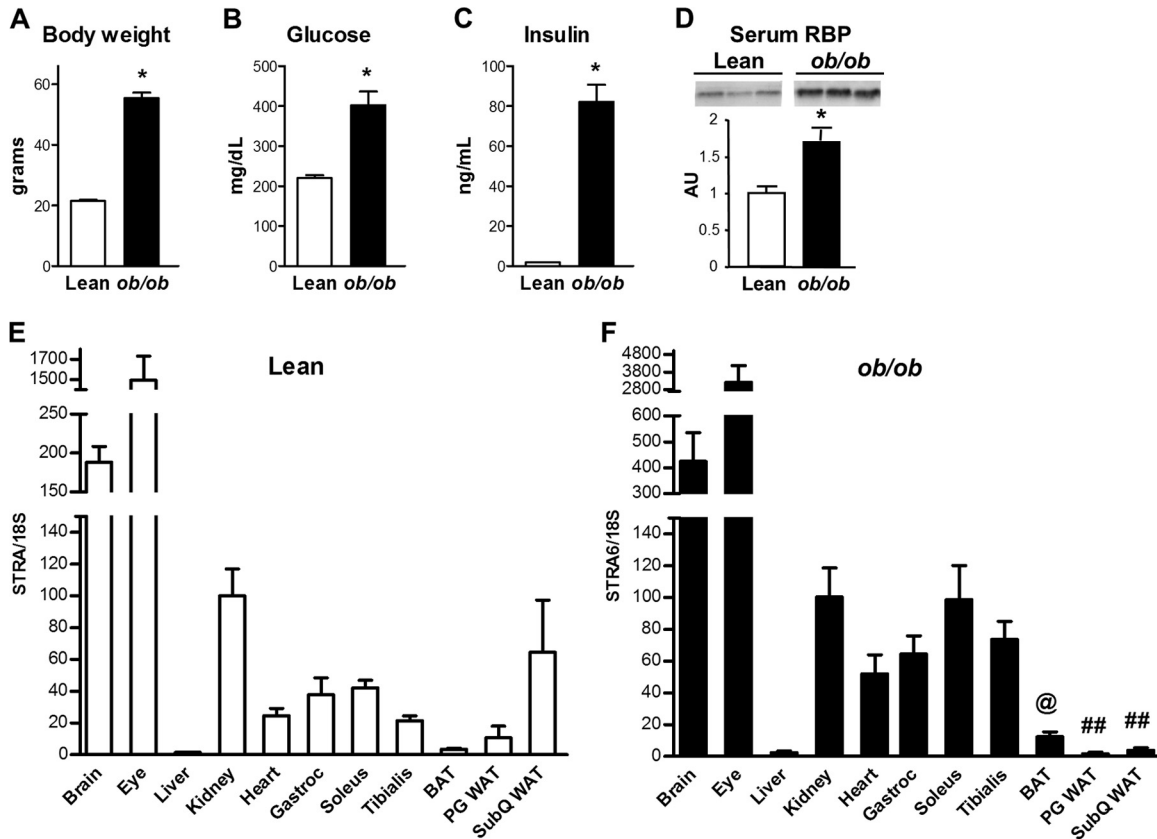 A
Body weight
*
60
40
20
0
grams
Lean ob/ob
B
Glucose
*
500
400
300
200
100
0
mg/dL
Lean ob/ob
C
Insulin
*
100
80
60
40
20
0
ng/mL
Lean ob/ob
D
Serum RBP
Lean ob/ob
*
2
1.5
1
0.5
0
AU
Lean ob/ob
E
Lean
1700
1500
250
200
150
140
120
100
80
60
40
20
0
STRA/18S
Brain
Eye
Liver
Kidney
Heart
Gastroc
Soleus
Tibialis
BAT
PG WAT
SubQ WAT
F
ob/ob
4800
3800
2800
600
500
400
300
140
120
100
80
60
40
20
0
STRA6/18S
@
##
##
Brain
Eye
Liver
Kidney
Heart
Gastroc
Soleus
Tibialis
BAT
PG WAT
SubQ WAT